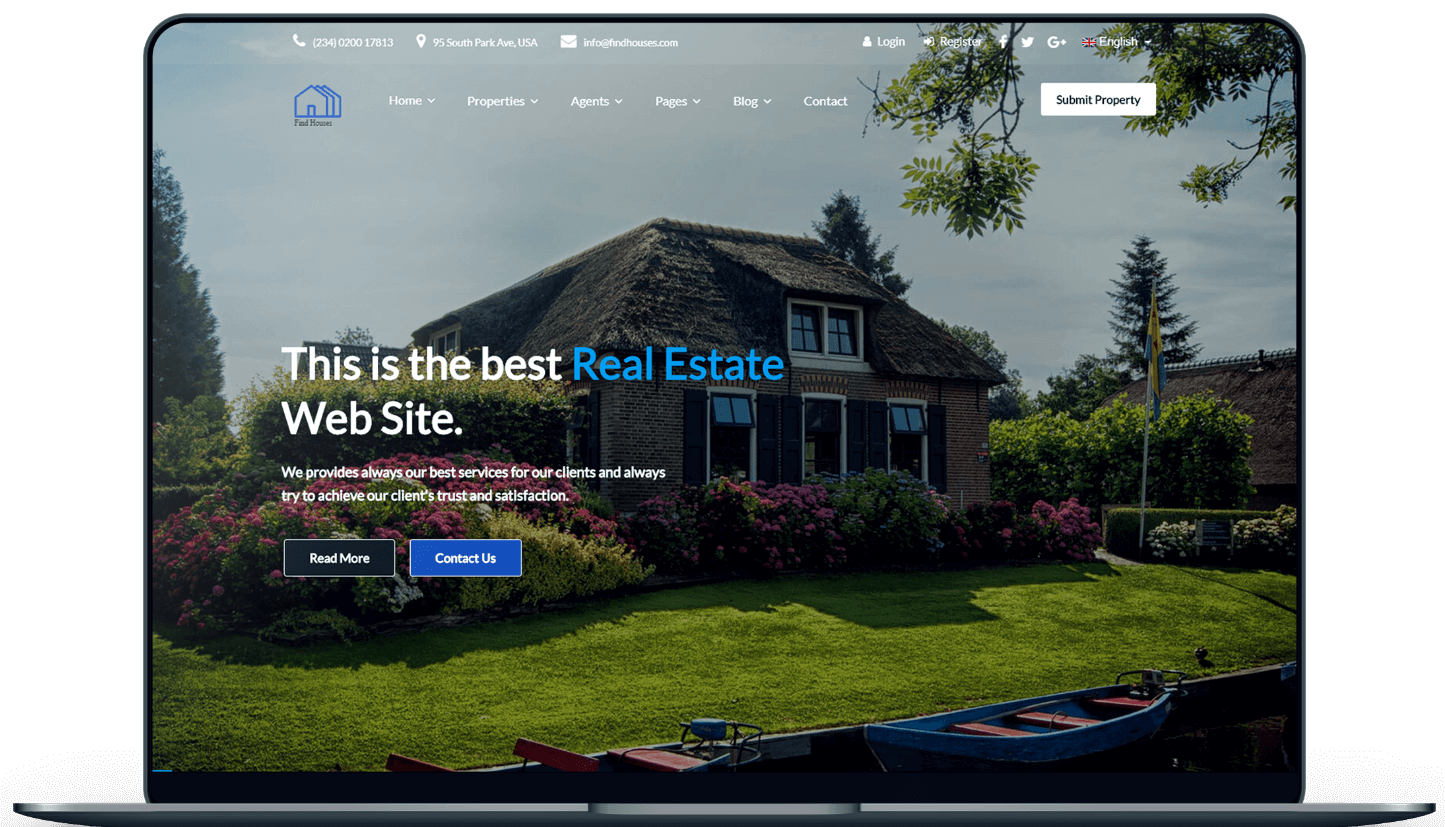 (234) 0200 17813 95 South Park Ave, USA info@findhouses.com Login Register G+ English
Find Houses
Home Properties Agents Pages Blog Contact Submit Property
This is the best Real Estate
Web Site.
We provides always our best services for our clients and always
try to achieve our client's trust and satisfaction.
Read More Contact Us